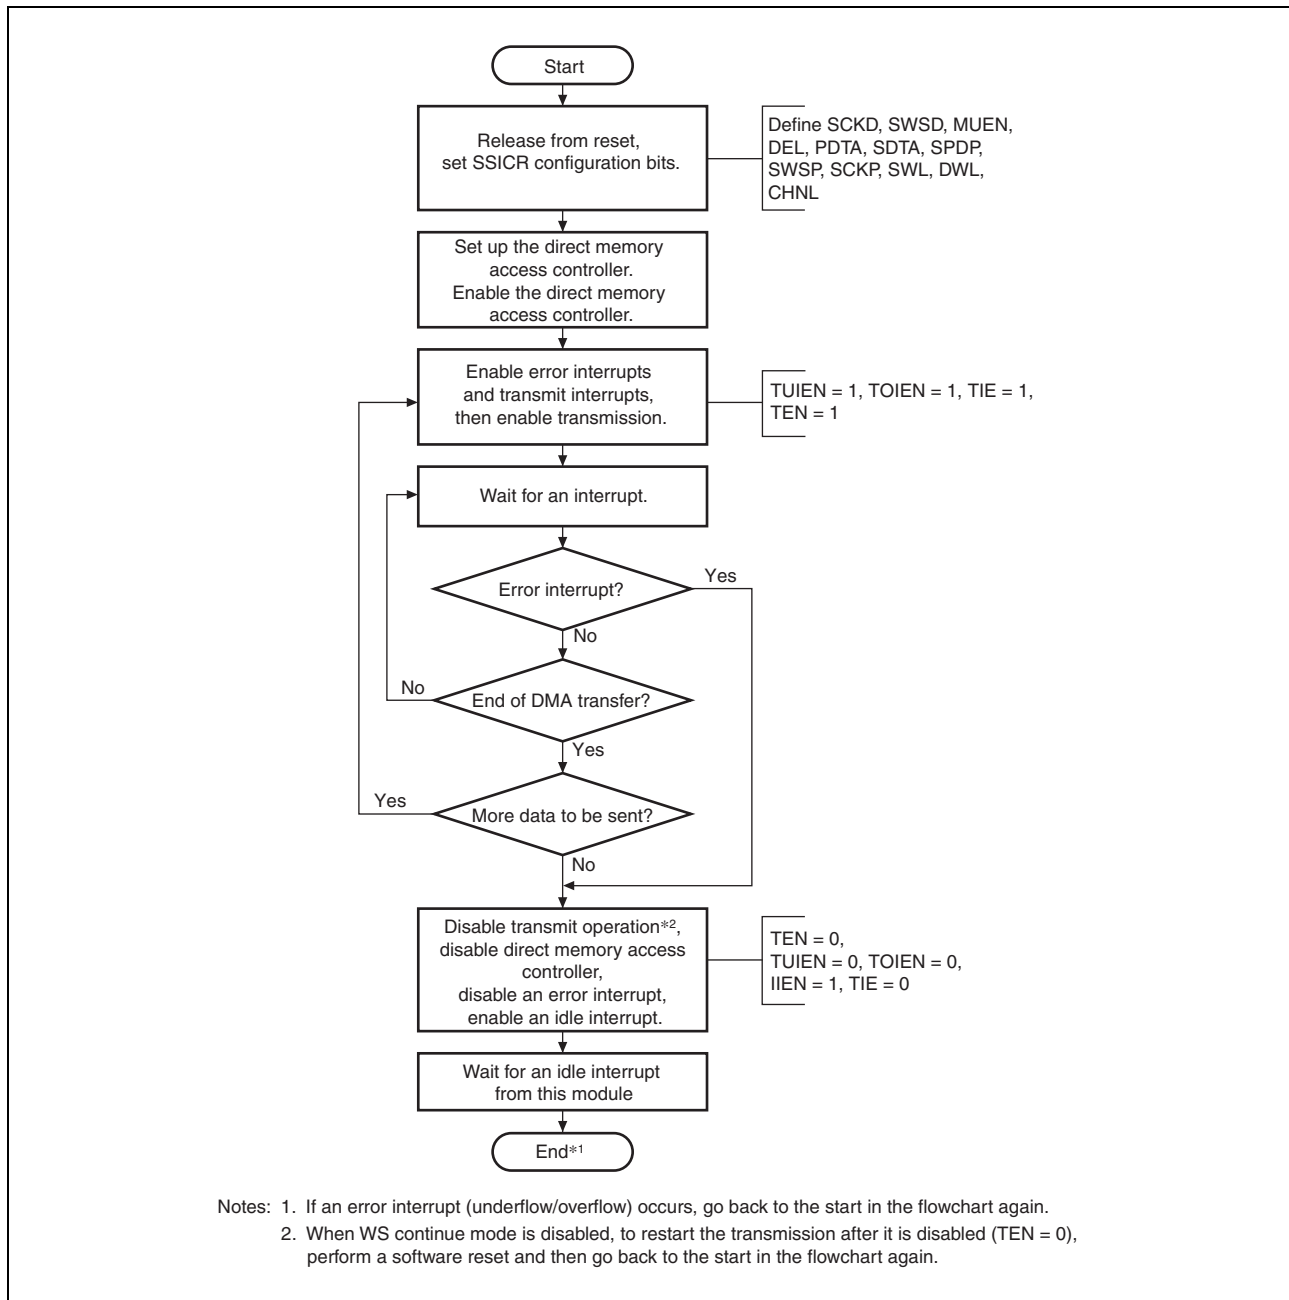 Start
Release from reset,
set SSICR configuration bits.
Define SCKD, SWSD, MUEN,
DEL, PDTA, SDTA, SPDP,
SWSP, SCKP, SWL, DWL,
CHNL
Set up the direct memory
access controller.
Enable the direct memory
access controller.
Enable error interrupts
and transmit interrupts,
then enable transmission.
TUIEN = 1, TOIEN = 1, TIE = 1,
TEN = 1
Wait for an interrupt.
Error interrupt?
Yes
No
End of DMA transfer?
No
Yes
More data to be sent?
Yes
No
Disable transmit operation*2,
disable direct memory access
controller,
disable an error interrupt,
enable an idle interrupt.
TEN = 0,
TUIEN = 0, TOIEN = 0,
IIEN = 1, TIE = 0
Wait for an idle interrupt
from this module
End*1
Notes: 1. If an error interrupt (underflow/overflow) occurs, go back to the start in the flowchart again.
2. When WS continue mode is disabled, to restart the transmission after it is disabled (TEN = 0),
perform a software reset and then go back to the start in the flowchart again.